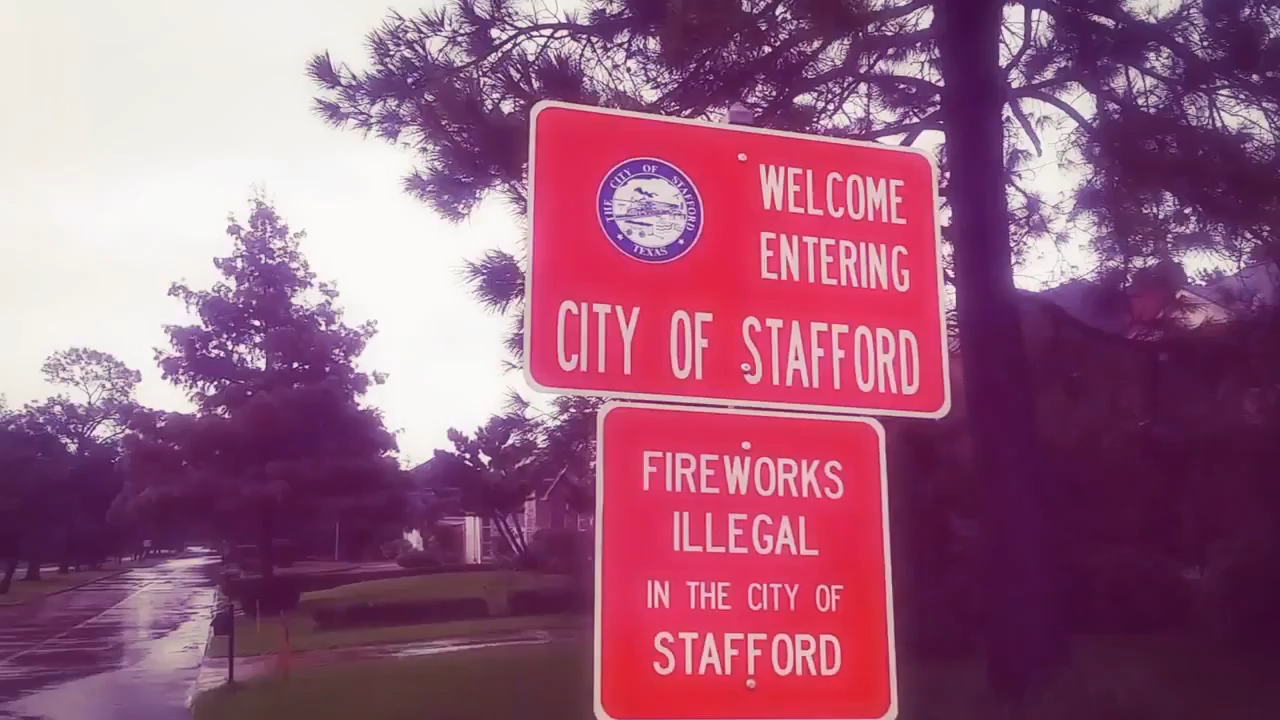 THE CITY OF STAFFORD
TEXAS
WELCOME
ENTERING
CITY OF STAFFORD
FIREWORKS
ILLEGAL
IN THE CITY OF
STAFFORD